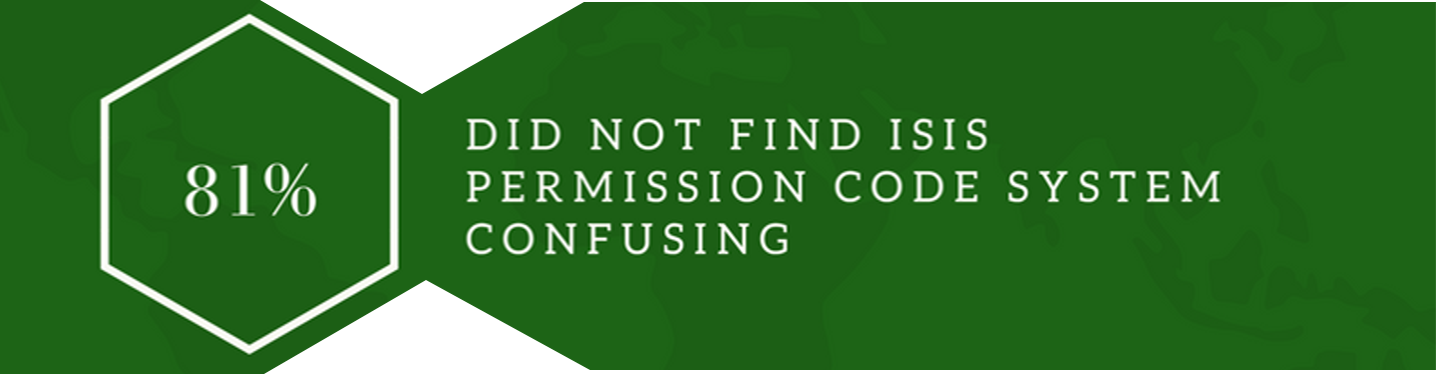 81%
DID NOT FIND ISIS
PERMISSION CODE SYSTEM
CONFUSING